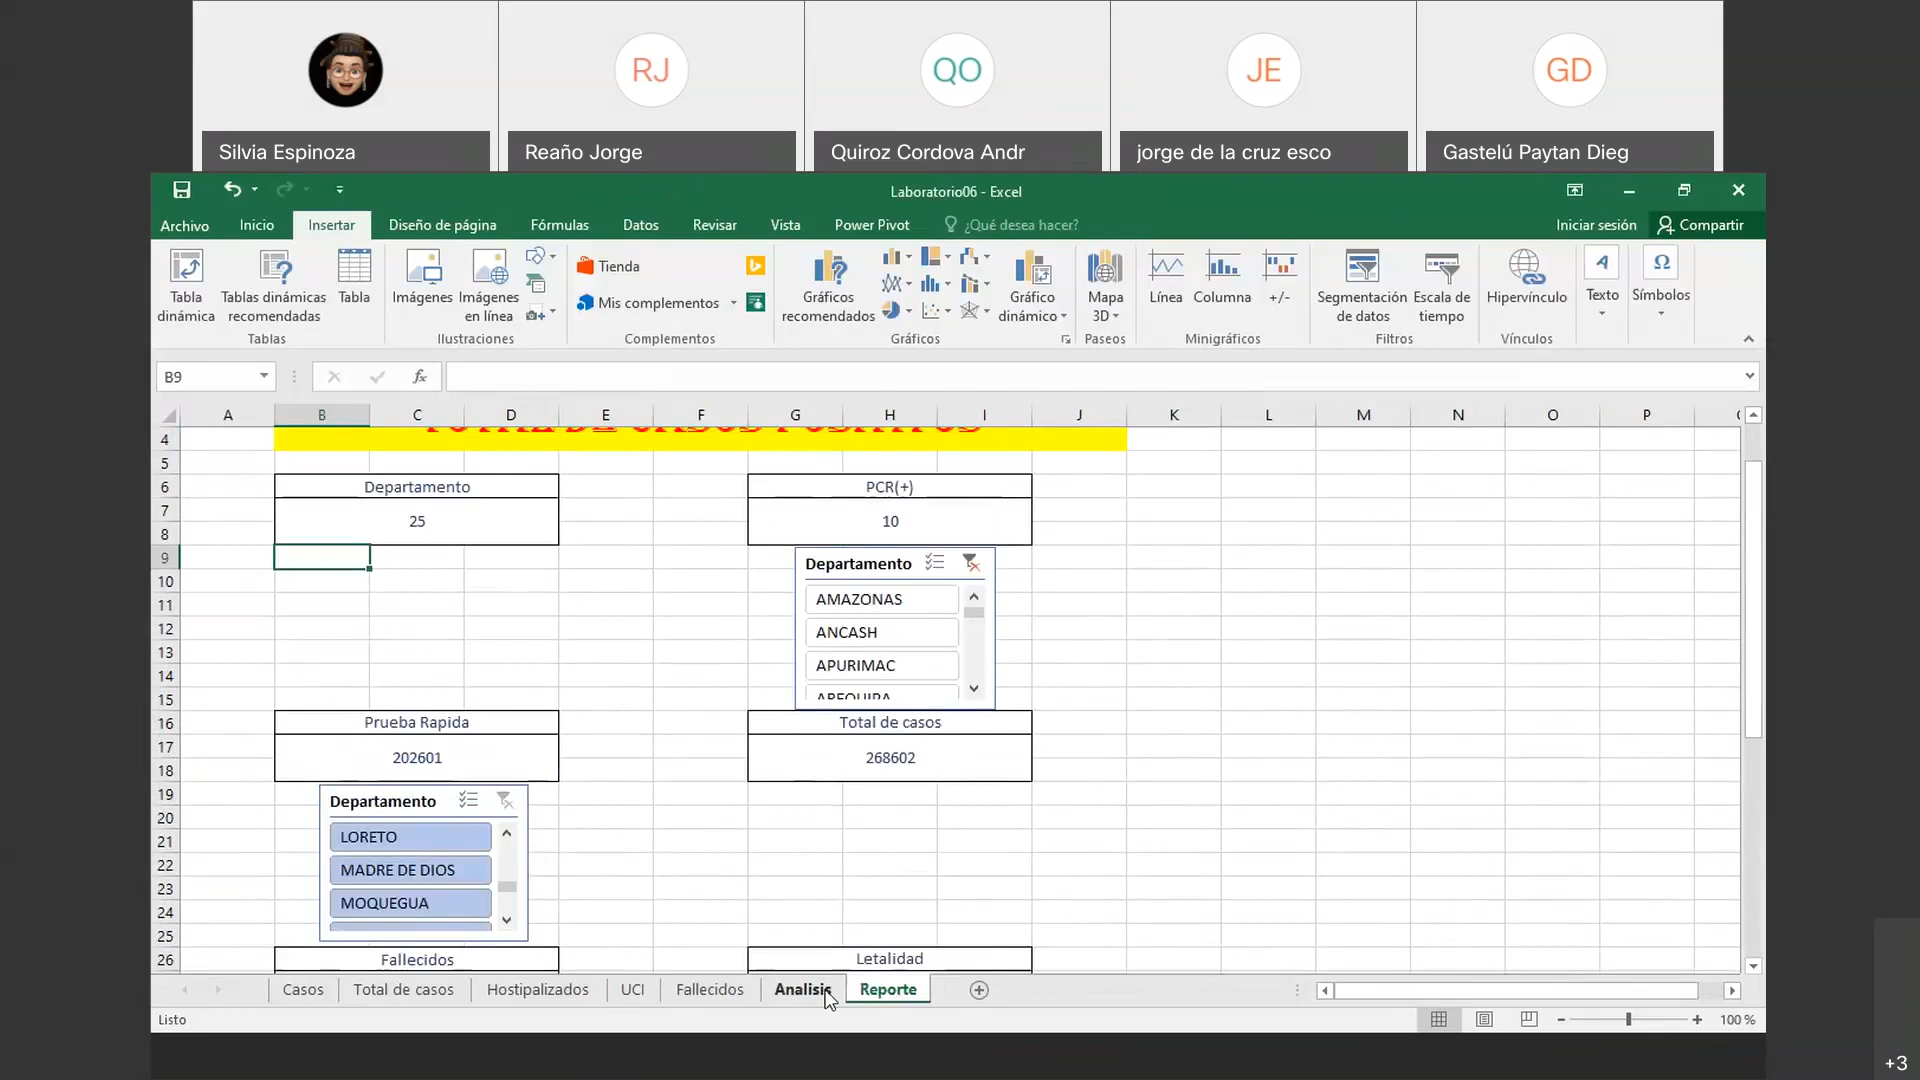 RJ
QO
JE
GD
Silvia Espinoza
Reaño Jorge
Quiroz Cordova Andr
jorge de la cruz esco
Gastelú Paytan Dieg
Laboratorio06 - Excel
Archivo
Inicio
Insertar
Diseño de página
Fórmulas
Datos
Revisar
Vista
Power Pivot
¿Qué desea hacer?
Iniciar sesión
Compartir
Tabla dinámica
Tablas dinámicas recomendadas
Tabla
Imágenes
Imágenes en línea
Tienda
Mis complementos
Gráficos recomendados
Gráfico dinámico
Mapa 3D
Línea
Columna
+/-
Segmentación de datos
Escala de tiempo
Hipervínculo
Texto
Símbolos
Tablas
Ilustraciones
Complementos
Gráficos
Paseos
Minigráficos
Filtros
Vínculos
B9
fx
A B C D E F G H I J K L M N O P
4
TOTAL DE CASOS POSITIVOS
5
6 Departamento PCR(+)
7
25 10
8
9
Departamento
10
AMAZONAS
11
12 ANCASH
13
APURIMAC
14
15 AREQUIPA
16 Prueba Rapida Total de casos
17
202601 268602
18
19
Departamento
20
21 LORETO
22 MADRE DE DIOS
23
MOQUEGUA
24
25
26 Fallecidos Letalidad
Casos
Total de casos
Hostipalizados
UCI
Fallecidos
Analisis
Reporte
Listo
100 %
+3